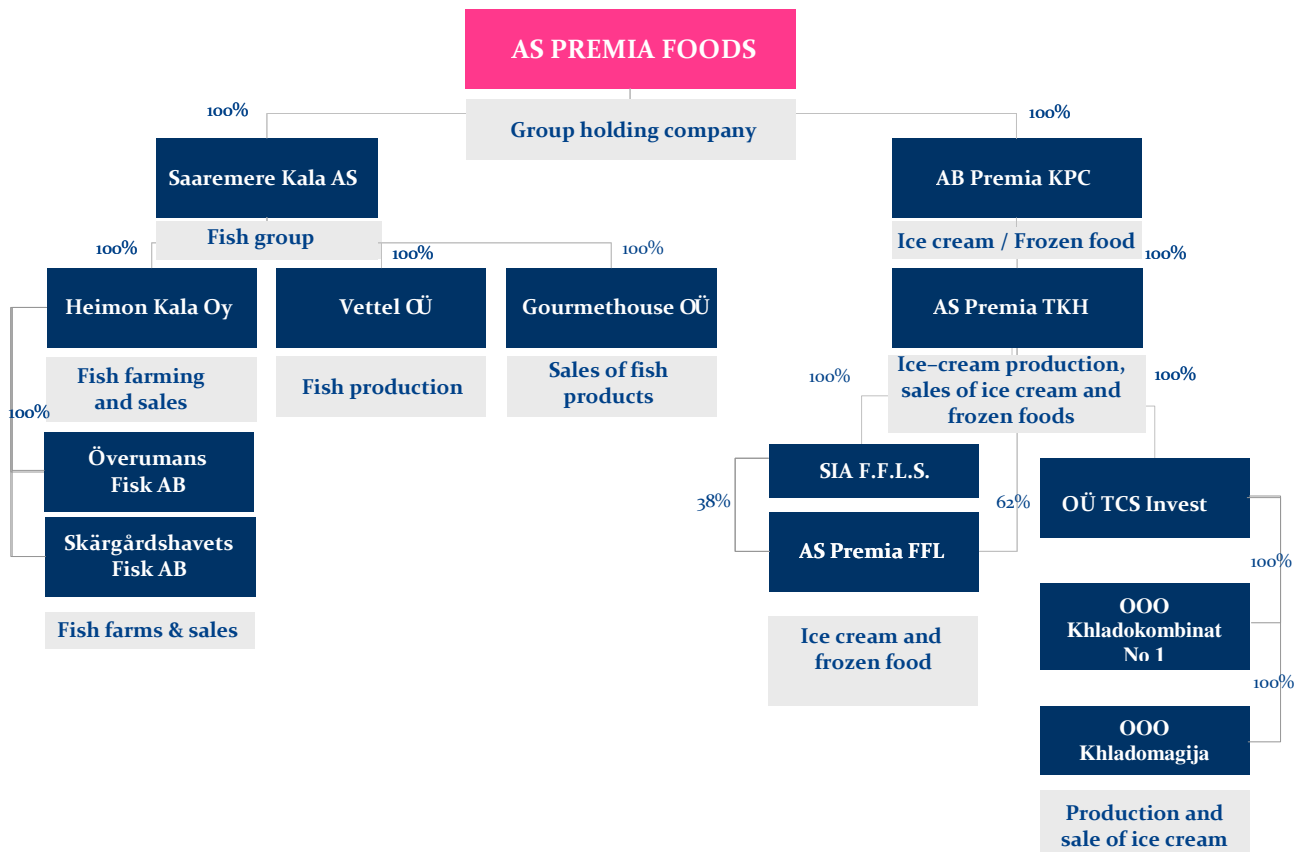 AS PREMIA FOODS
Group holding company
100%
100%
Saaremere Kala AS
AB Premia KPC
Fish group
Ice cream / Frozen food
100%
100%
100%
100%
Heimon Kala Oy
Vettel OÜ
Gourmethouse OÜ
AS Premia TKH
Fish farming
and sales
Fish production
Sales of fish
products
Ice-cream production,
sales of ice cream and
frozen foods
100%
100%
100%
Överumans
Fisk AB
Skärgårdshavets
Fisk AB
Fish farms & sales
SIA F.F.L.S.
38%
62%
AS Premia FFL
Ice cream and
frozen food
OÜ TCS Invest
100%
OOO
Khladokombinat
No 1
100%
OOO
Khladomagija
Production and
sale of ice cream